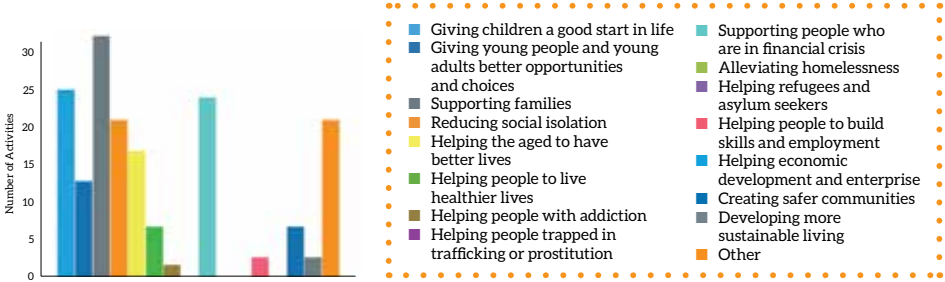 Number of Activities
30
25
20
15
10
5
0
Giving children a good start in life
Giving young people and young
adults better opportunities
and choices
Supporting families
Reducing social isolation
Helping the aged to have
better lives
Helping people to live
healthier lives
Helping people with addiction
Helping people trapped in
trafficking or prostitution
Supporting people who
are in financial crisis
Alleviating homelessness
Helping refugees and
asylum seekers
Helping people to build
skills and employment
Helping economic
development and enterprise
Creating safer communities
Developing more
sustainable living
Other